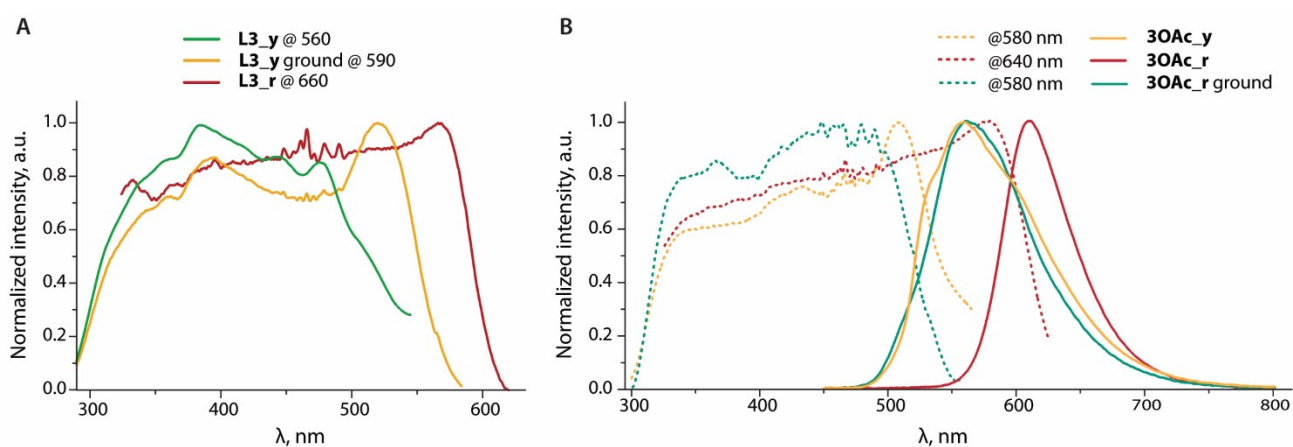 A
L3_y @ 560
L3_y ground @ 590
L3_r @ 660
Normalized intensity, a.u.
1.0
0.8
0.6
0.4
0.2
0.0
300
400
500
600
λ, nm
B
@580 nm 3OAc_y
@640 nm 3OAc_r
@580 nm 3OAc_r ground
Normalized intensity, a.u.
1.0
0.8
0.6
0.4
0.2
0.0
300
400
500
600
700
800
λ, nm